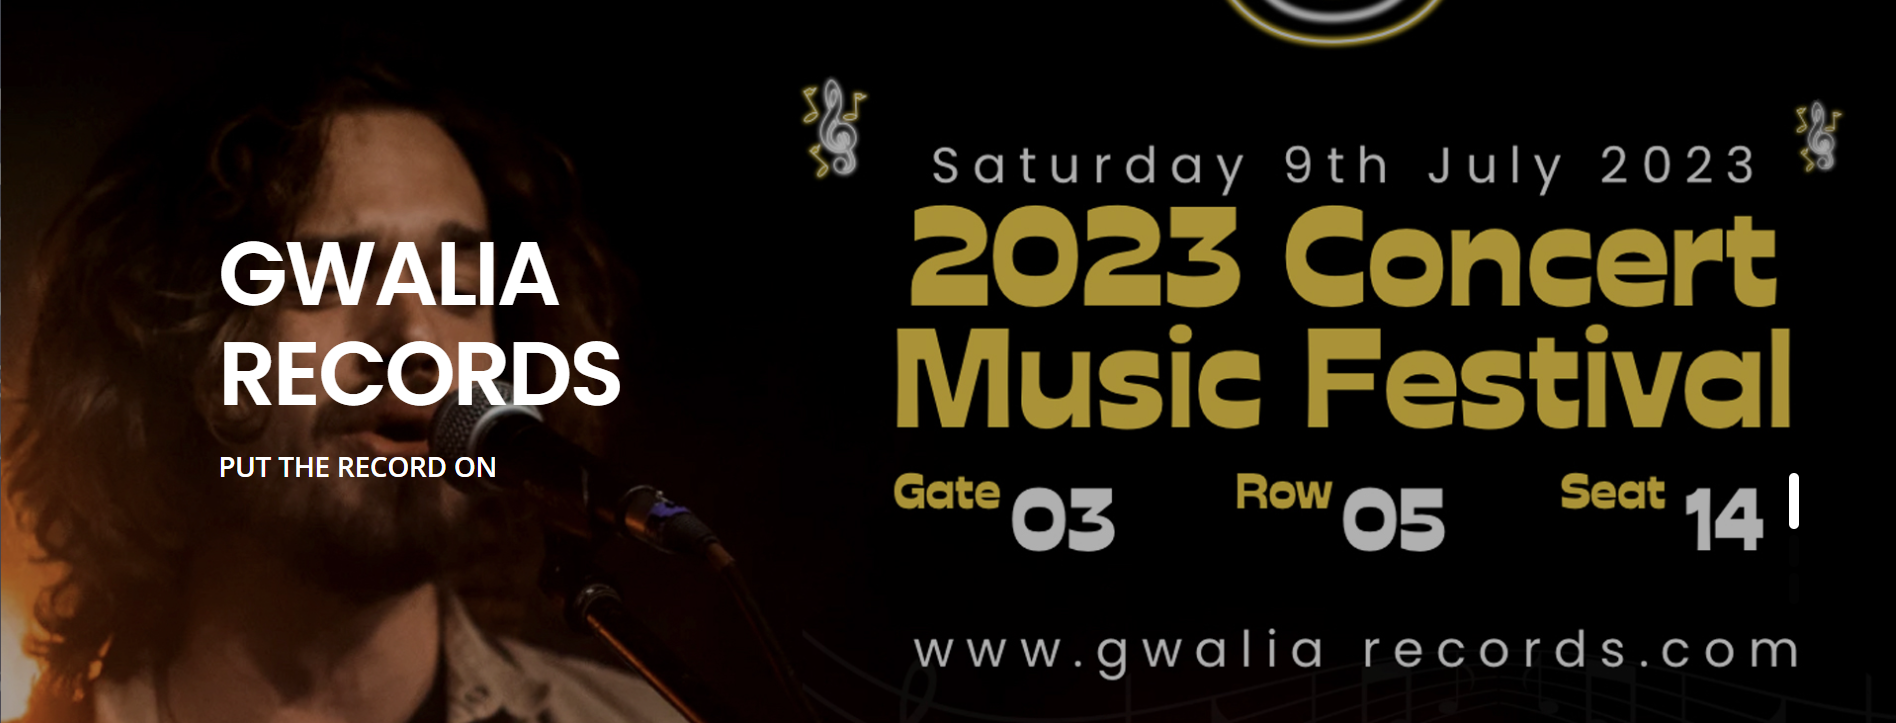 GWALIA
RECORDS
PUT THE RECORD ON
Saturday 9th July 2023
2023 Concert
Music Festival
Gate 03 Row 05 Seat 14
www.gwalia records.com